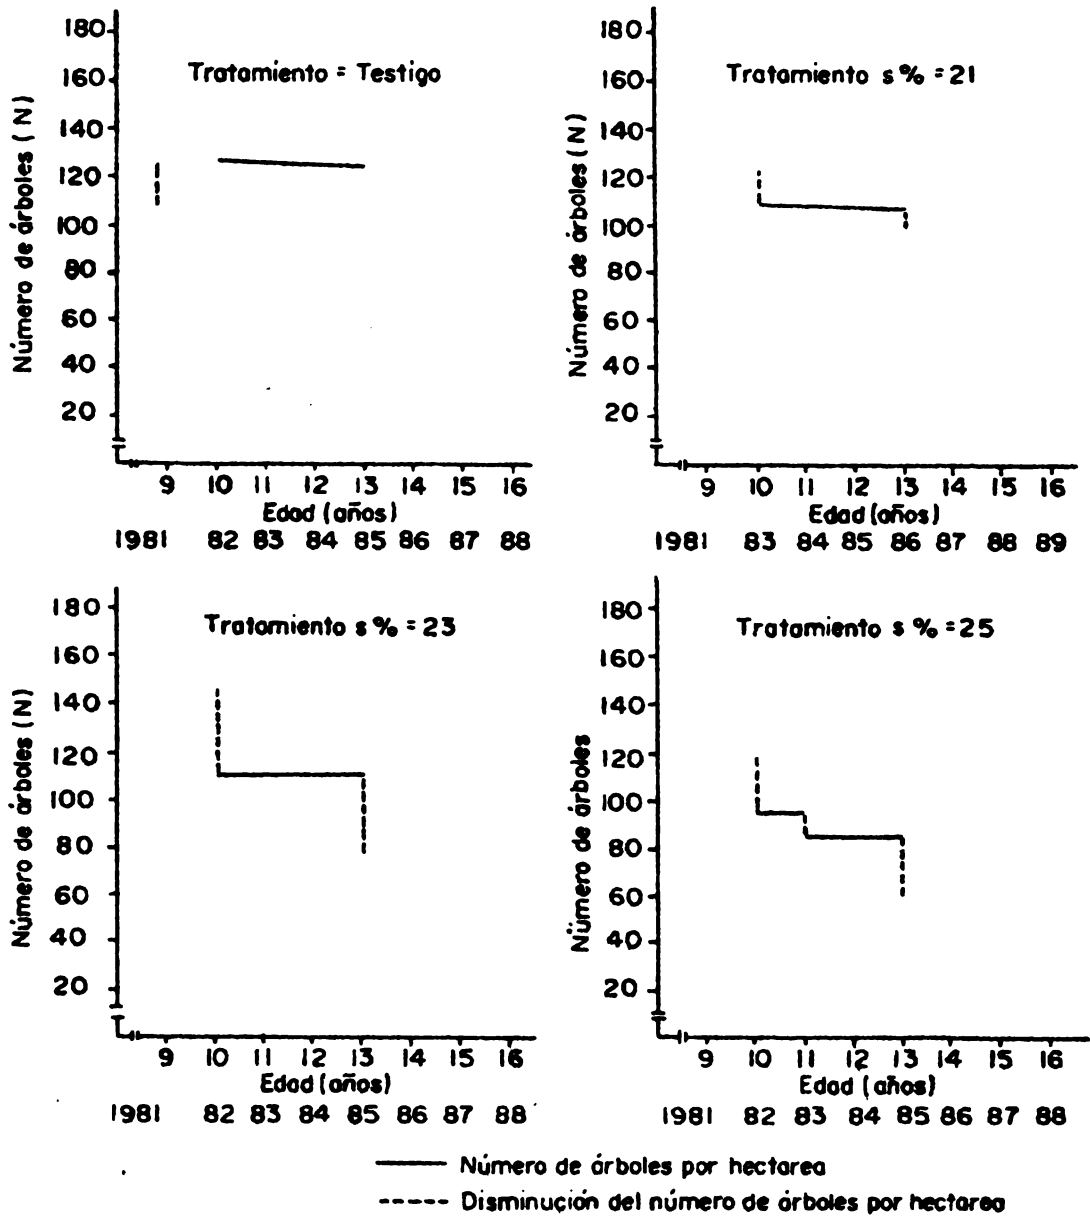 Tratamiento = Testigo
Número de árboles (N)
180
160
140
120
100
80
60
40
20
9 10 11 12 13 14 15 16
Edad (años)
1981 82 83 84 85 86 87 88
Tratamiento s % = 21
Número de árboles (N)
180
160
140
120
100
80
60
40
20
9 10 11 12 13 14 15 16
Edad (años)
1981 83 84 85 86 87 88 89
Tratamiento s % = 23
Número de árboles (N)
180
160
140
120
100
80
60
40
20
9 10 11 12 13 14 15 16
Edad (años)
1981 82 83 84 85 86 87 88
Tratamiento s % = 25
Número de árboles
180
160
140
120
100
80
60
40
20
9 10 11 12 13 14 15 16
Edad (años)
1981 82 83 84 85 86 87 88
Número de árboles por hectarea
Disminución del número de árboles por hectarea